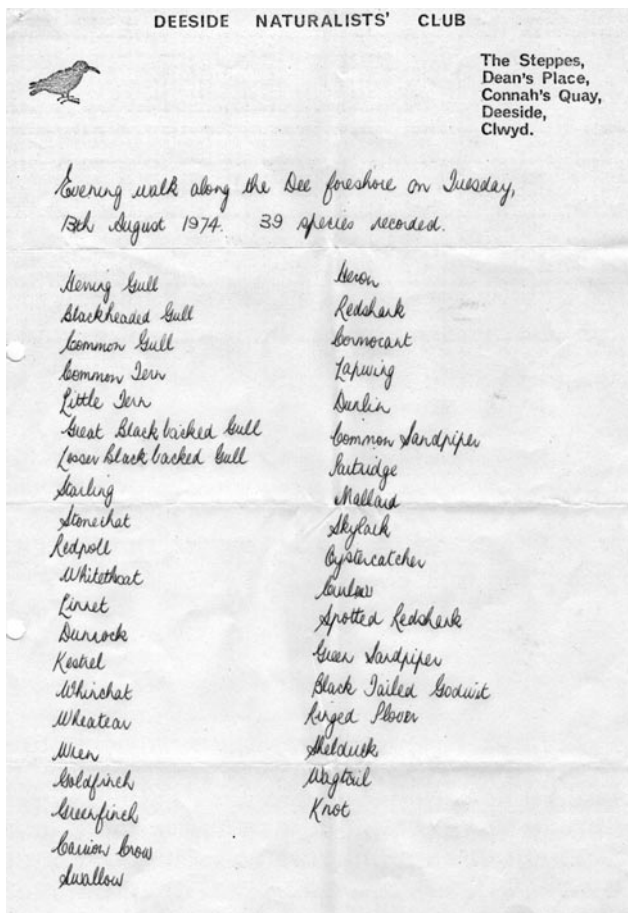 DEESIDE NATURALISTS' CLUB
The Steppes,
Dean's Place,
Connah's Quay,
Deeside,
Clwyd.
Evening walk along the Dee foreshore on Tuesday,
13th August 1974. 39 species recorded.
Herring Gull
Blackheaded Gull
Common Gull
Common Tern
Little Tern
Great Black backed Gull
Lesser Black backed Gull
Starling
Stonechat
Redpoll
Whitethoat
Linnet
Dunnock
Kestrel
Whinchat
Wheatear
Wren
Goldfinch
Greenfinch
Carrion Crow
Swallow
Heron
Redshank
Cormorant
Lapwing
Dunlin
Common Sandpiper
Partridge
Mallard
Skylark
Oystercatcher
Curlew
Spotted Redshank
Green Sandpiper
Black Tailed Godwit
Ringed Plover
Shelduck
Wagtail
Knot